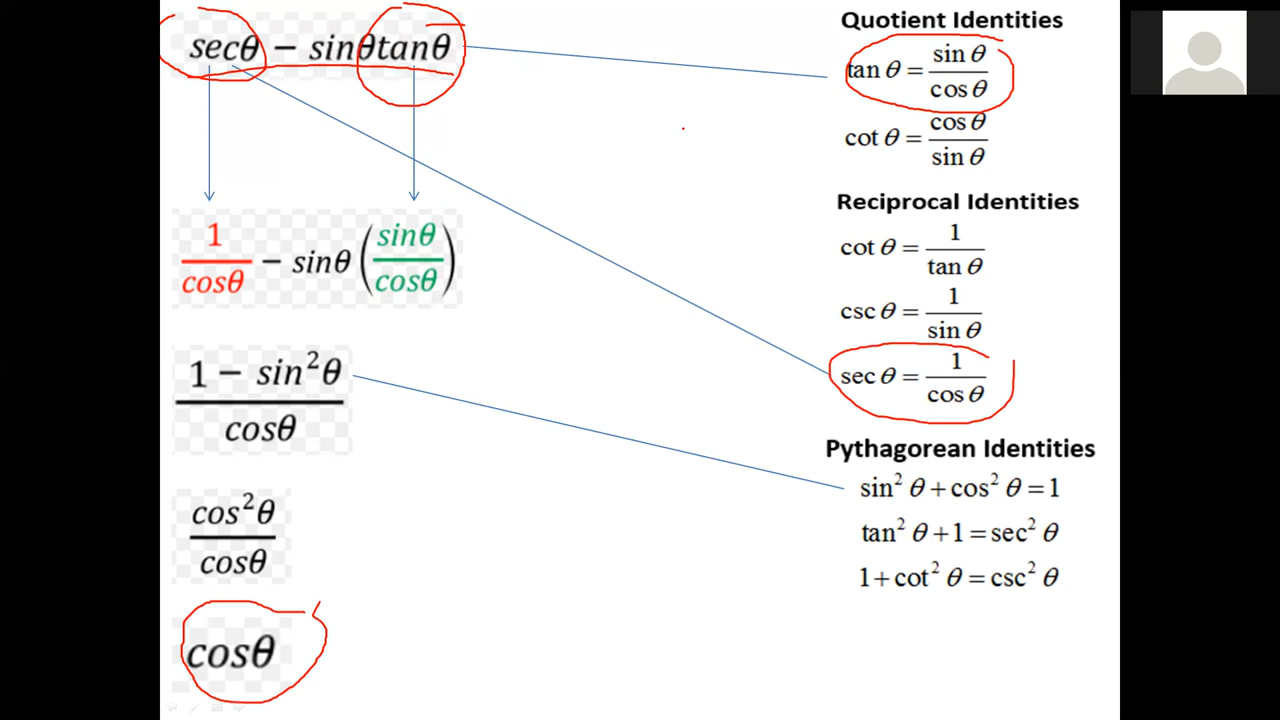 secθ − sinθtanθ
1/cosθ − sinθ (sinθ/cosθ)
1 − sin²θ
cosθ
cos²θ
cosθ
cosθ
Quotient Identities
tan θ = sin θ/cos θ
cot θ = cos θ/sin θ
Reciprocal Identities
cot θ = 1/tan θ
csc θ = 1/sin θ
sec θ = 1/cos θ
Pythagorean Identities
sin² θ + cos² θ = 1
tan² θ + 1 = sec² θ
1 + cot² θ = csc² θ